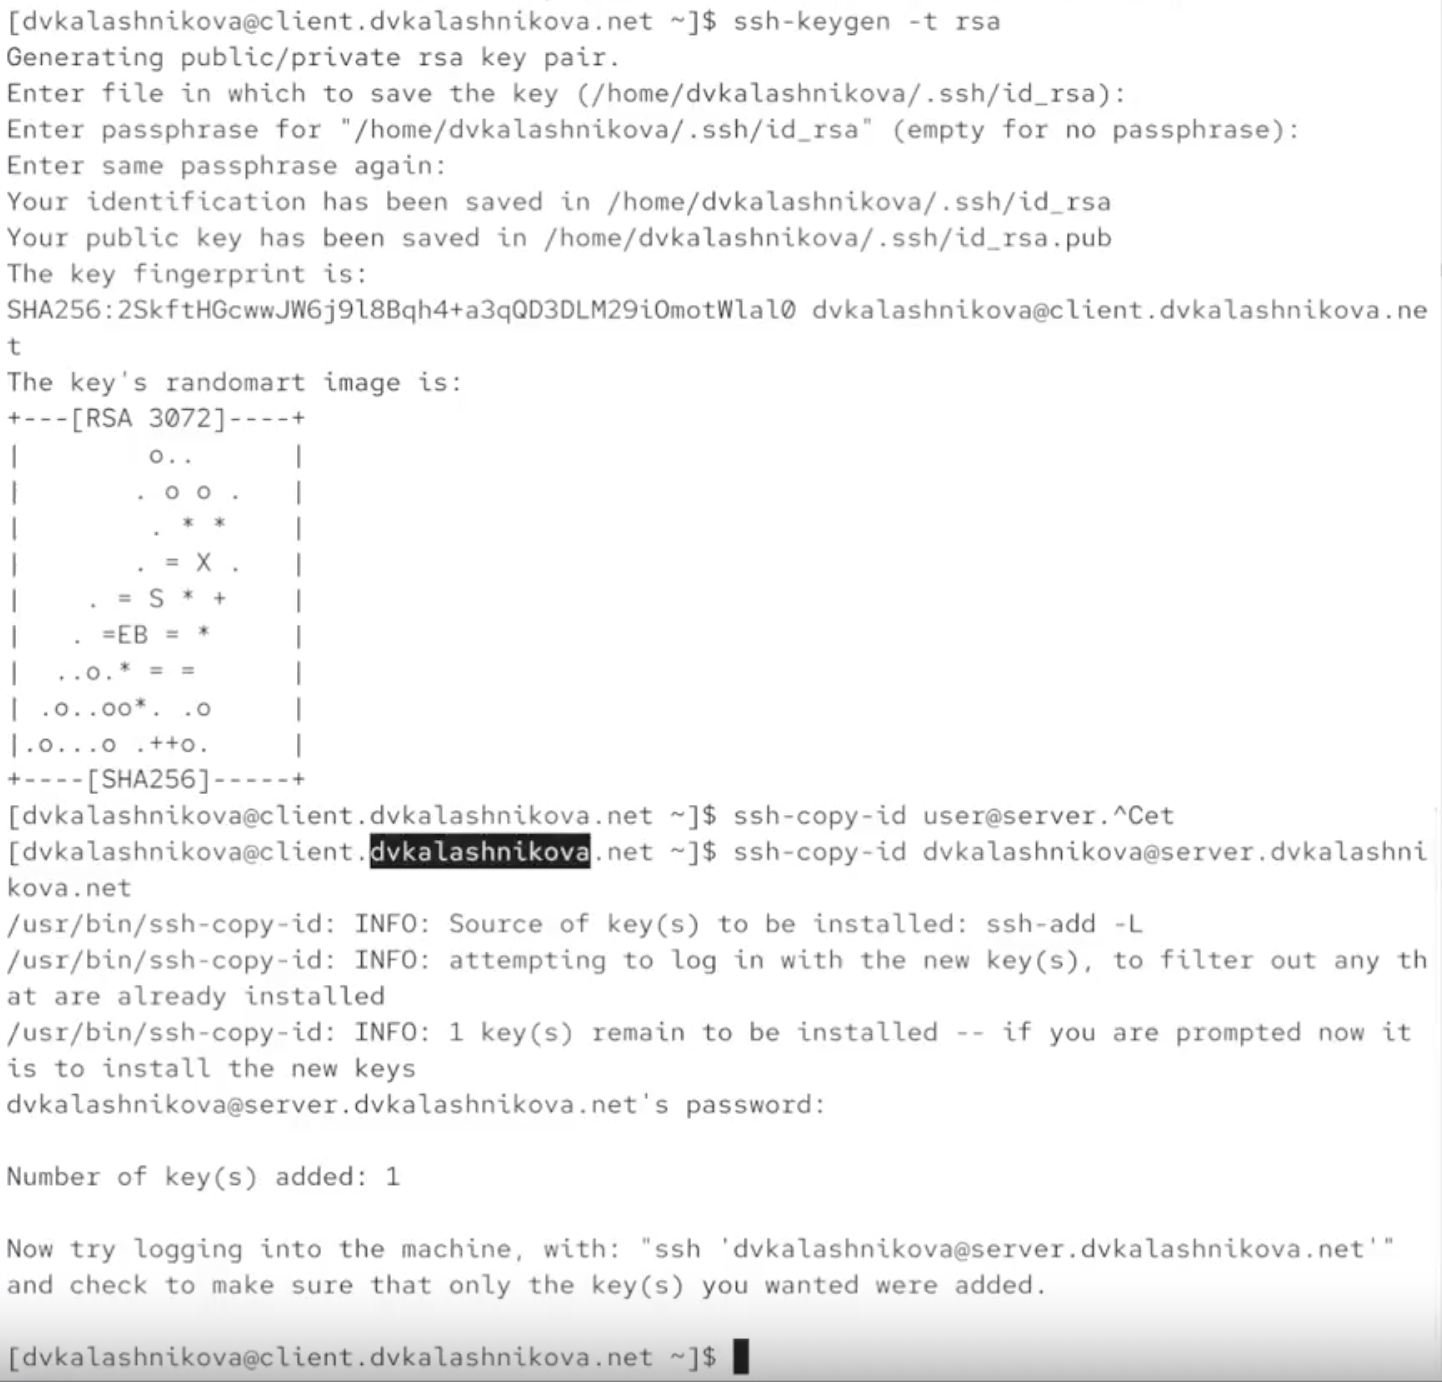 [dvkalashnikova@client.dvkalashnikova.net ~]$ ssh-keygen -t rsa
Generating public/private rsa key pair.
Enter file in which to save the key (/home/dvkalashnikova/.ssh/id_rsa):
Enter passphrase for "/home/dvkalashnikova/.ssh/id_rsa" (empty for no passphrase):
Enter same passphrase again:
Your identification has been saved in /home/dvkalashnikova/.ssh/id_rsa
Your public key has been saved in /home/dvkalashnikova/.ssh/id_rsa.pub
The key fingerprint is:
SHA256:2SkftHGcwwJW6j9l8Bqh4+a3qQD3DLM29iOmotWlal0 dvkalashnikova@client.dvkalashnikova.ne
t
The key's randomart image is:
+---[RSA 3072]----+
|        o..      |
|       . o o .   |
|        . * *    |
|       . = X .   |
|    . = S * +    |
|   . =EB = *     |
|  ..o.* = =      |
| .o..oo*. .o     |
|.o...o .++o.     |
+----[SHA256]-----+
[dvkalashnikova@client.dvkalashnikova.net ~]$ ssh-copy-id user@server.^Cet
[dvkalashnikova@client.dvkalashnikova.net ~]$ ssh-copy-id dvkalashnikova@server.dvkalashni
kova.net
/usr/bin/ssh-copy-id: INFO: Source of key(s) to be installed: ssh-add -L
/usr/bin/ssh-copy-id: INFO: attempting to log in with the new key(s), to filter out any th
at are already installed
/usr/bin/ssh-copy-id: INFO: 1 key(s) remain to be installed -- if you are prompted now it
is to install the new keys
dvkalashnikova@server.dvkalashnikova.net's password:
Number of key(s) added: 1
Now try logging into the machine, with: "ssh 'dvkalashnikova@server.dvkalashnikova.net'"
and check to make sure that only the key(s) you wanted were added.
[dvkalashnikova@client.dvkalashnikova.net ~]$